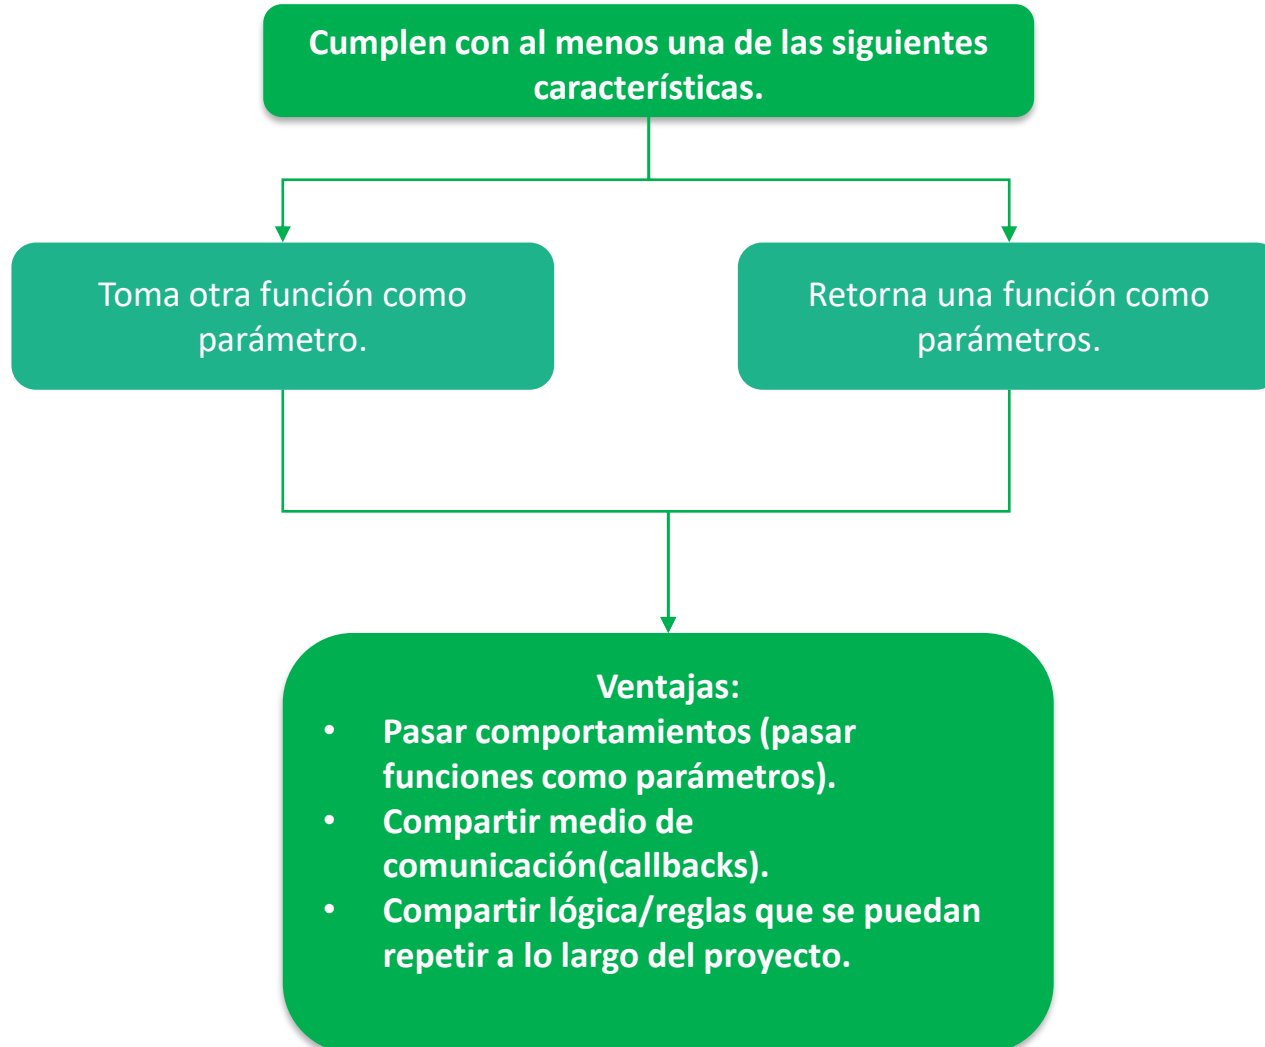 Cumplen con al menos una de las siguientes
características.
Toma otra función como
parámetro.
Retorna una función como
parámetros.
Ventajas:
• Pasar comportamientos (pasar
funciones como parámetros).
• Compartir medio de
comunicación(callbacks).
• Compartir lógica/reglas que se puedan
repetir a lo largo del proyecto.